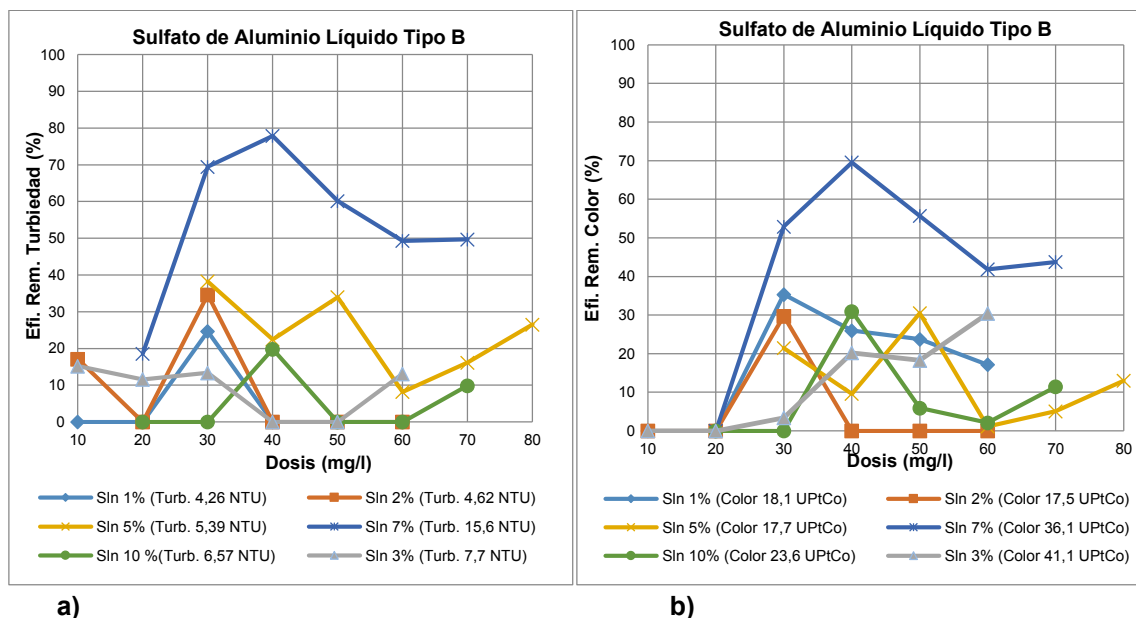 Sulfato de Aluminio Líquido Tipo B
Efi. Rem. Turbiedad (%)
100
90
80
70
60
50
40
30
20
10
0
10 20 30 40 50 60 70 80
Dosis (mg/l)
Sln 1% (Turb. 4,26 NTU) Sln 2% (Turb. 4,62 NTU)
Sln 5% (Turb. 5,39 NTU) Sln 7% (Turb. 15,6 NTU)
Sln 10 %(Turb. 6,57 NTU) Sln 3% (Turb. 7,7 NTU)
a)
Sulfato de Aluminio Líquido Tipo B
Efi. Rem. Color (%)
100
90
80
70
60
50
40
30
20
10
0
10 20 30 40 50 60 70 80
Dosis (mg/l)
Sln 1% (Color 18,1 UPtCo) Sln 2% (Color 17,5 UPtCo)
Sln 5% (Color 17,7 UPtCo) Sln 7% (Color 36,1 UPtCo)
Sln 10% (Color 23,6 UPtCo) Sln 3% (Color 41,1 UPtCo)
b)